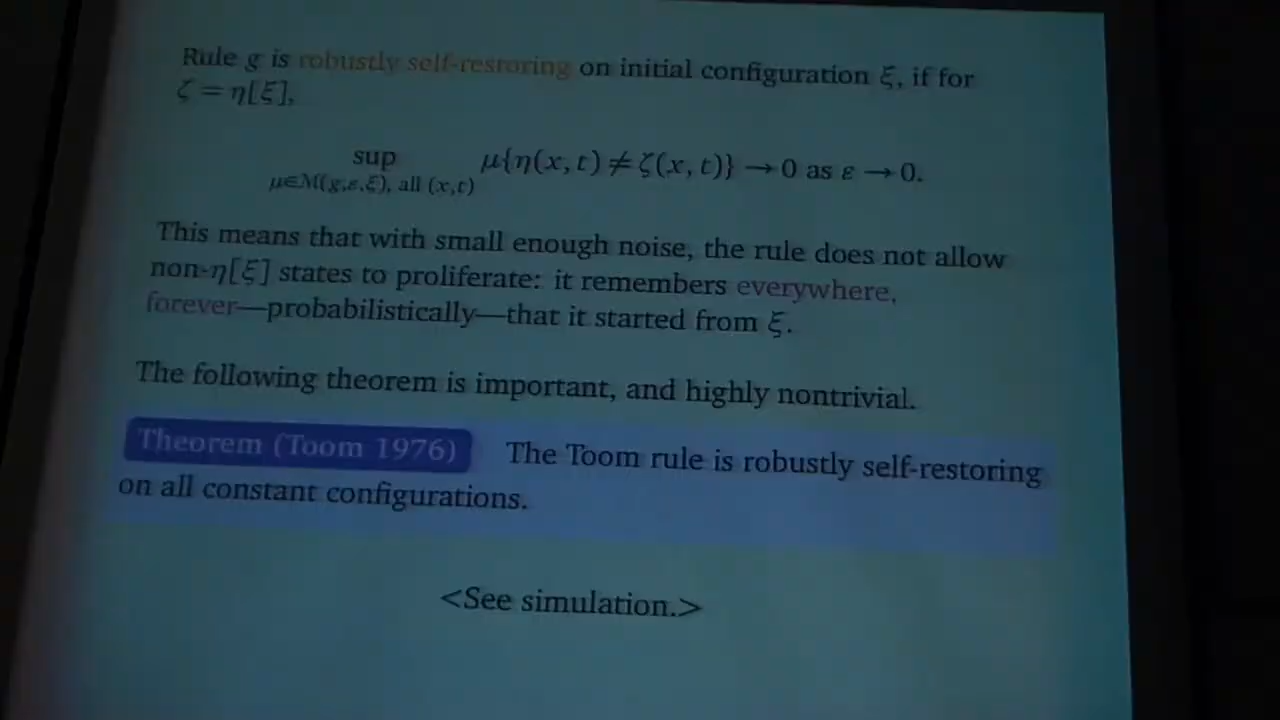 Rule g is robustly self-restoring on initial configuration ξ, if for
ζ = η[ξ],
sup μ{η(x, t) ≠ ζ(x, t)} → 0 as ε → 0.
μ∈M(g,ε,ξ), all (x,t)
This means that with small enough noise, the rule does not allow
non-η[ξ] states to proliferate: it remembers everywhere,
forever—probabilistically—that it started from ξ.
The following theorem is important, and highly nontrivial.
Theorem (Toom 1976) The Toom rule is robustly self-restoring
on all constant configurations.
<See simulation.>